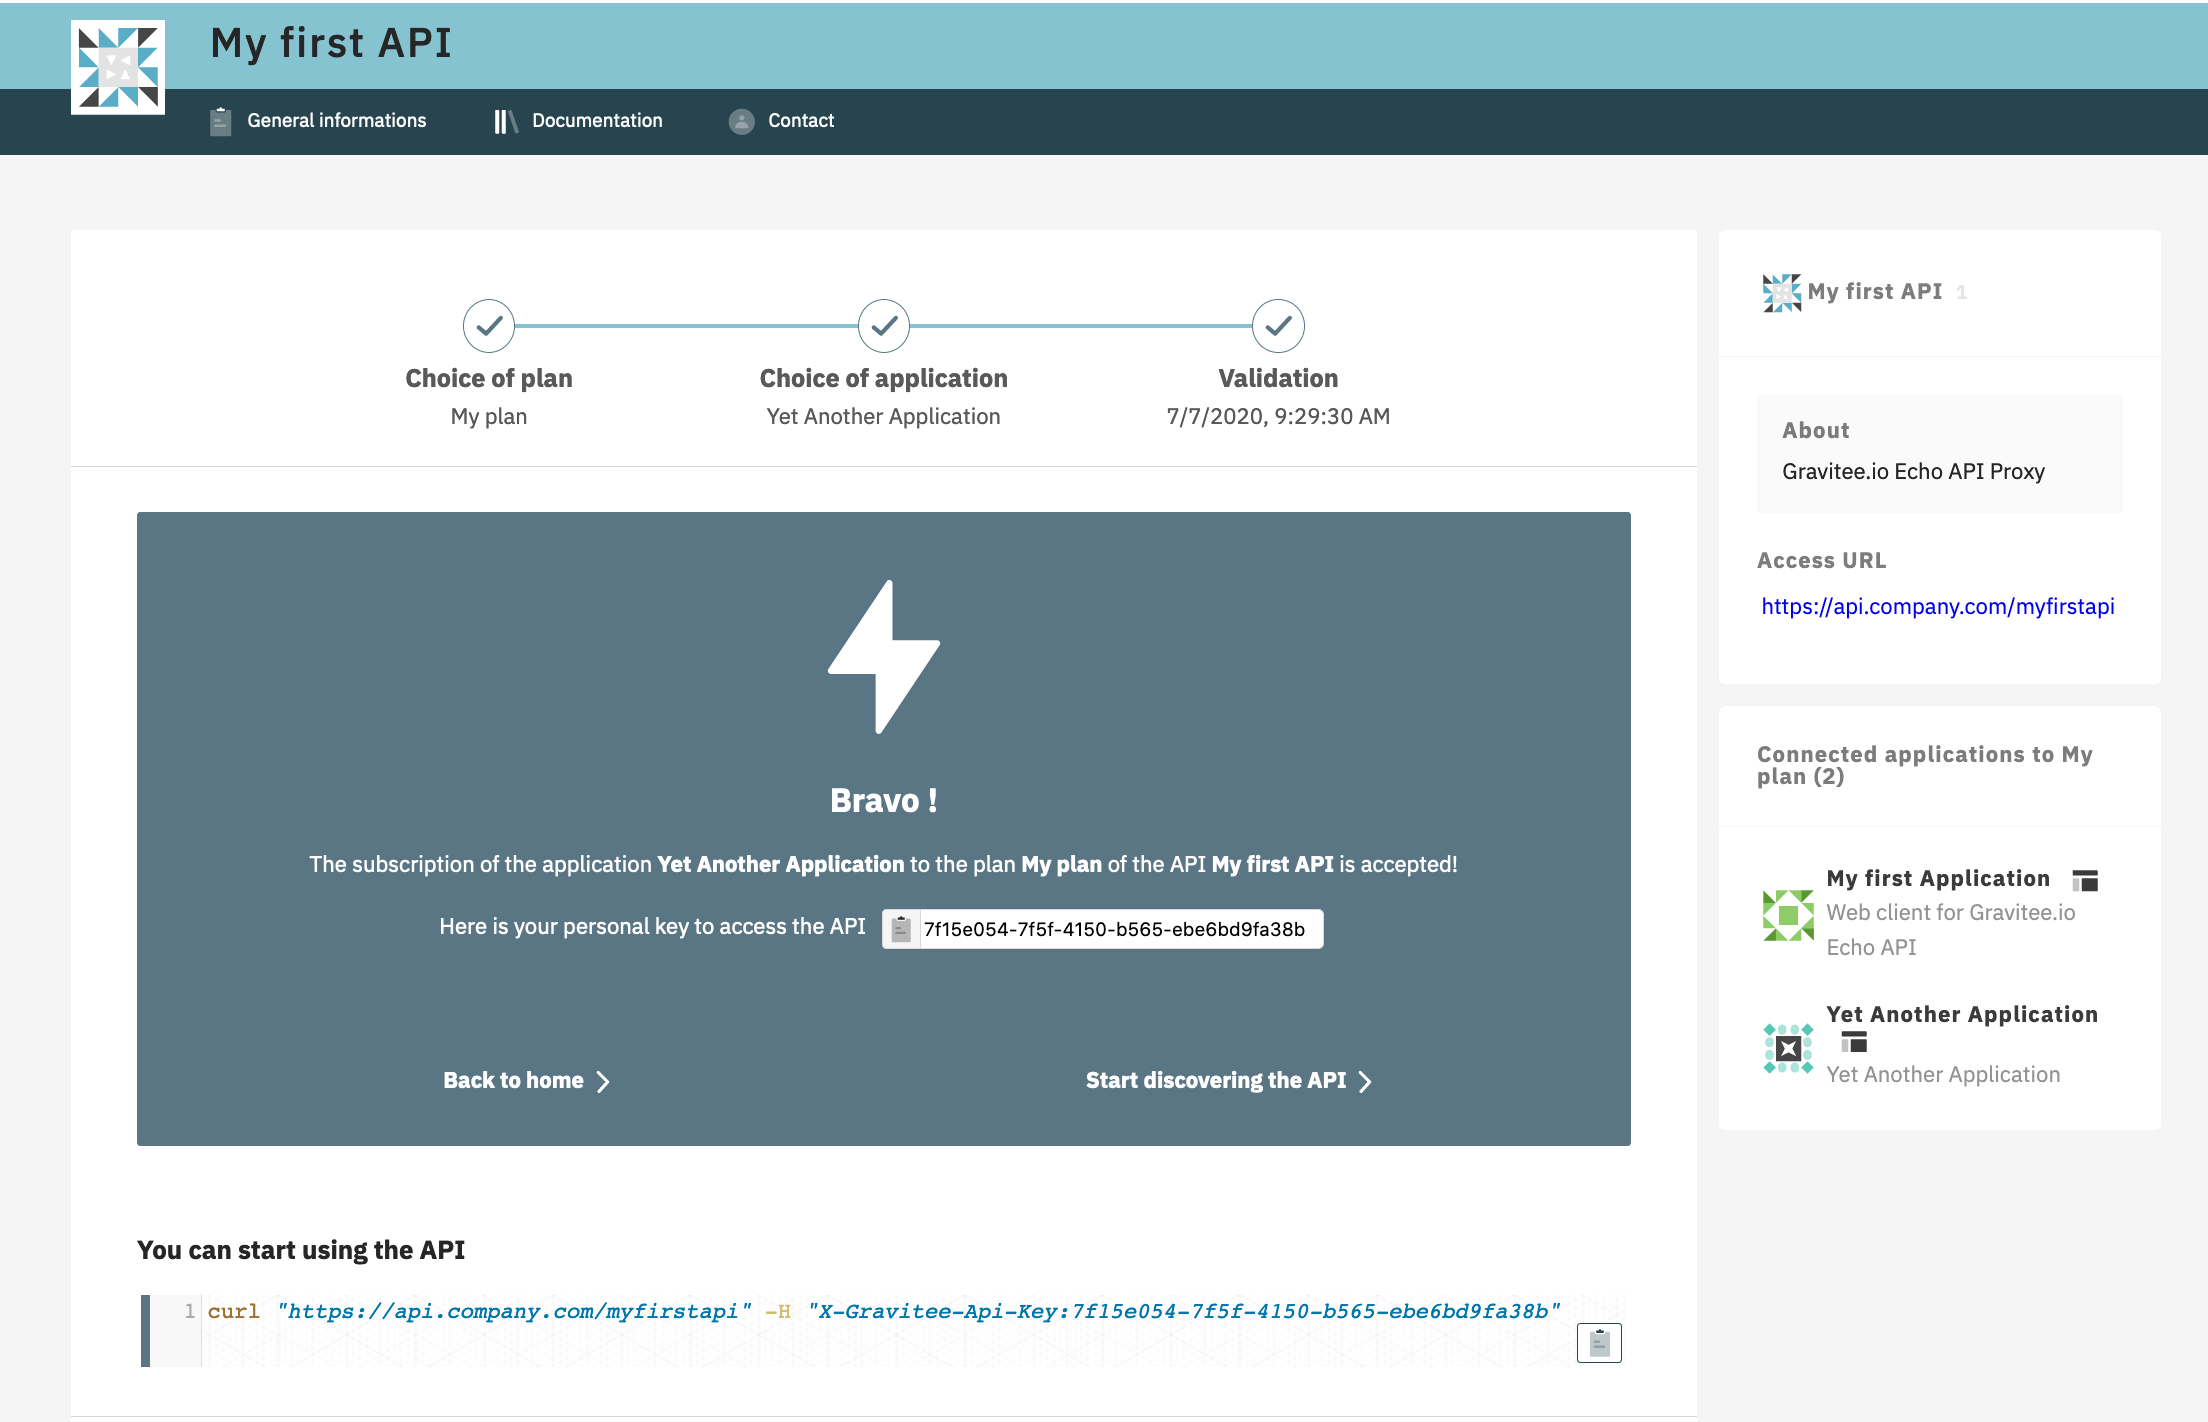 My first API
General informations
Documentation
Contact
Choice of plan
My plan
Choice of application
Yet Another Application
Validation
7/7/2020, 9:29:30 AM
Bravo !
The subscription of the application Yet Another Application to the plan My plan of the API My first API is accepted!
Here is your personal key to access the API
7f15e054-7f5f-4150-b565-ebe6bd9fa38b
Back to home
Start discovering the API
You can start using the API
1
curl "https://api.company.com/myfirstapi" -H "X-Gravitee-Api-Key:7f15e054-7f5f-4150-b565-ebe6bd9fa38b"
My first API 1
About
Gravitee.io Echo API Proxy
Access URL
https://api.company.com/myfirstapi
Connected applications to My
plan (2)
My first Application
Web client for Gravitee.io
Echo API
Yet Another Application
Yet Another Application